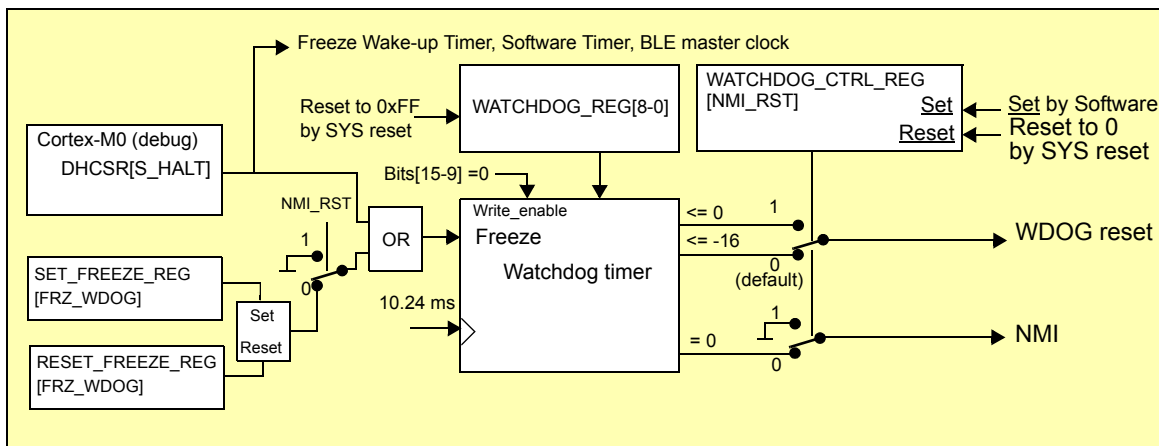 Freeze Wake-up Timer, Software Timer, BLE master clock
Cortex-M0 (debug)
DHCSR[S_HALT]
Reset to 0xFF
by SYS reset
WATCHDOG_REG[8-0]
WATCHDOG_CTRL_REG
[NMI_RST]
Set
Reset
Set by Software
Reset to 0
by SYS reset
Bits[15-9] =0
NMI_RST
1
0
OR
Write_enable
Freeze
Watchdog timer
10.24 ms
<= 0
<= -16
= 0
1
0
(default)
WDOG reset
1
0
NMI
SET_FREEZE_REG
[FRZ_WDOG]
Set
Reset
RESET_FREEZE_REG
[FRZ_WDOG]